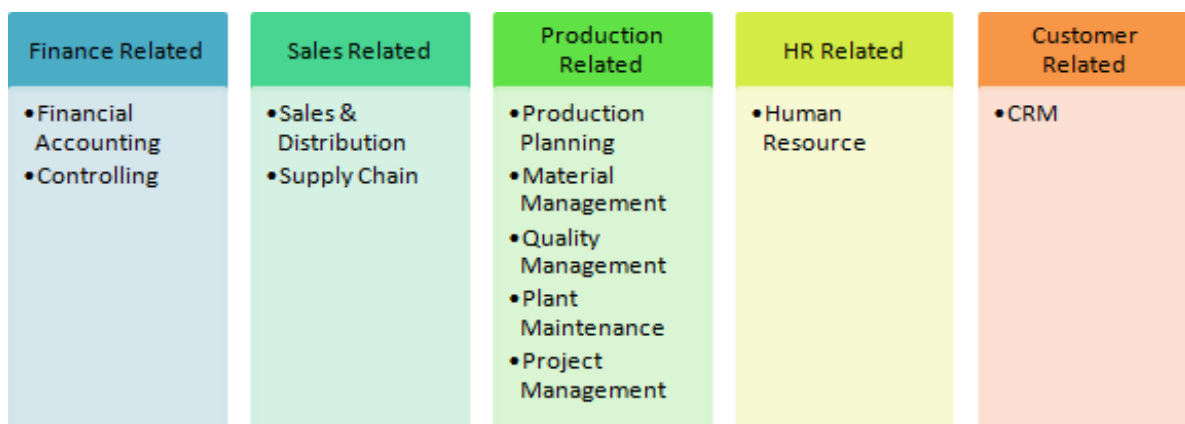 Finance Related
•Financial
Accounting
•Controlling
Sales Related
•Sales &
Distribution
•Supply Chain
Production
Related
•Production
Planning
•Material
Management
•Quality
Management
•Plant
Maintenance
•Project
Management
HR Related
•Human
Resource
Customer
Related
•CRM